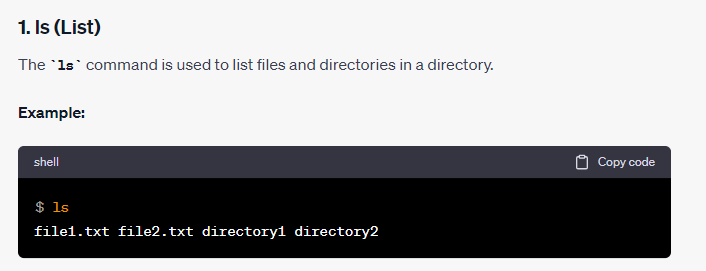 1. ls (List)
The `ls` command is used to list files and directories in a directory.
Example:
shell
Copy code
$ ls
file1.txt file2.txt directory1 directory2